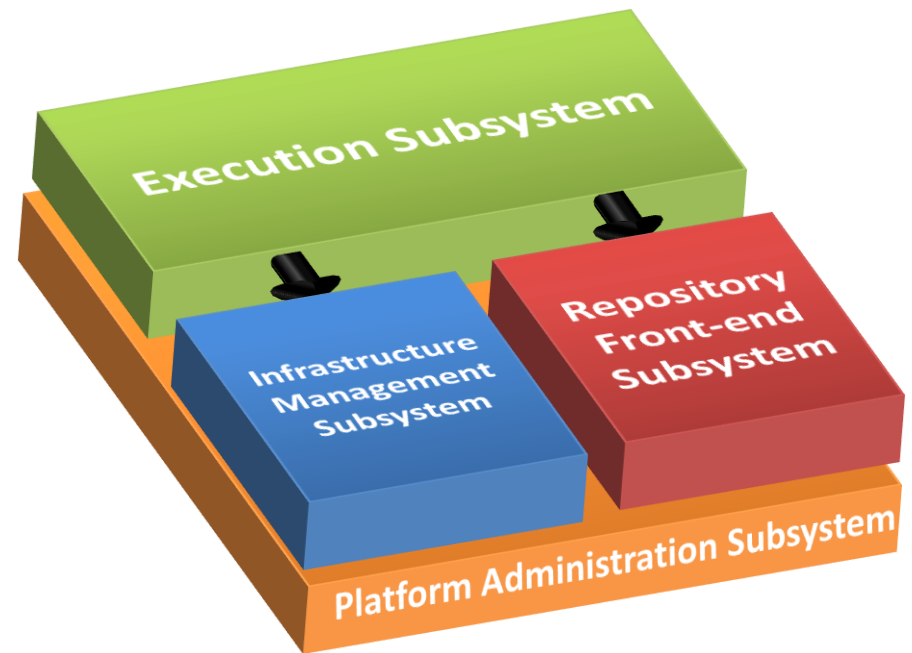 Execution Subsystem
Infrastructure
Management
Subsystem
Repository
Front-end
Subsystem
Platform Administration Subsystem